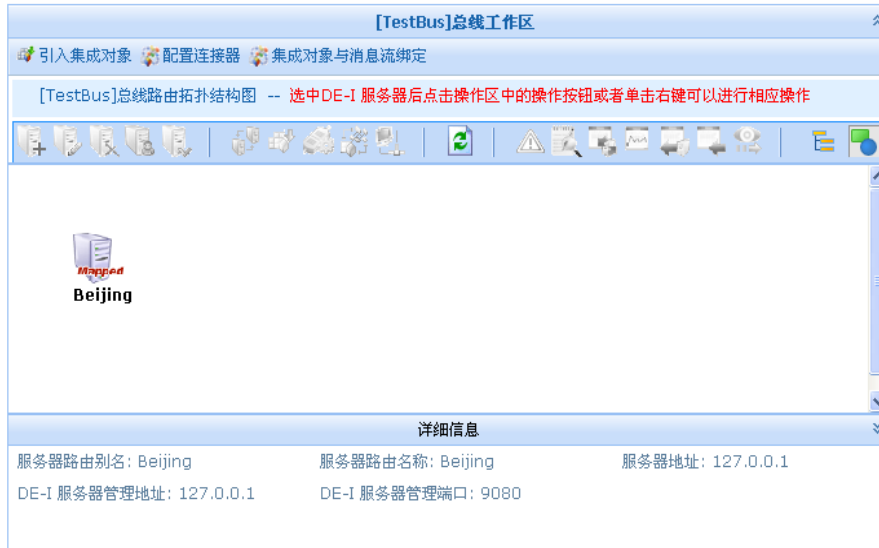 [TestBus]总线工作区
引入集成对象 配置连接器 集成对象与消息流绑定
[TestBus]总线路由拓扑结构图 -- 选中DE-I 服务器后点击操作区中的操作按钮或者单击右键可以进行相应操作
Mapped
Beijing
详细信息
服务器路由别名: Beijing 服务器路由名称: Beijing 服务器地址: 127.0.0.1
DE-I 服务器管理地址: 127.0.0.1 DE-I 服务器管理端口: 9080